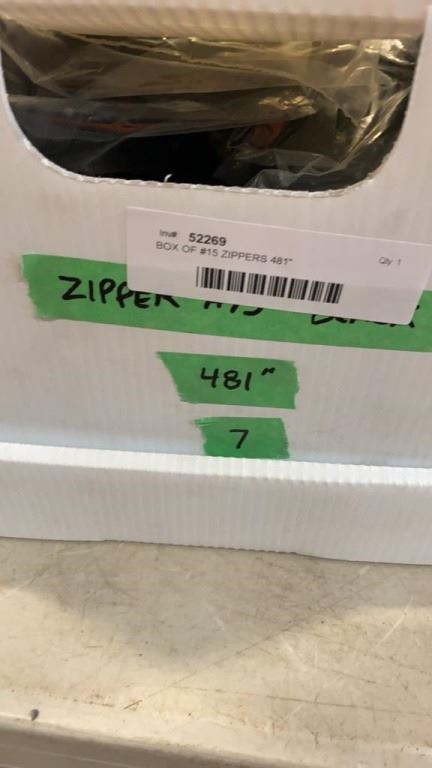 Inv# 52269
BOX OF #15 ZIPPERS 481" Qty 1
ZIPPER
481"
7